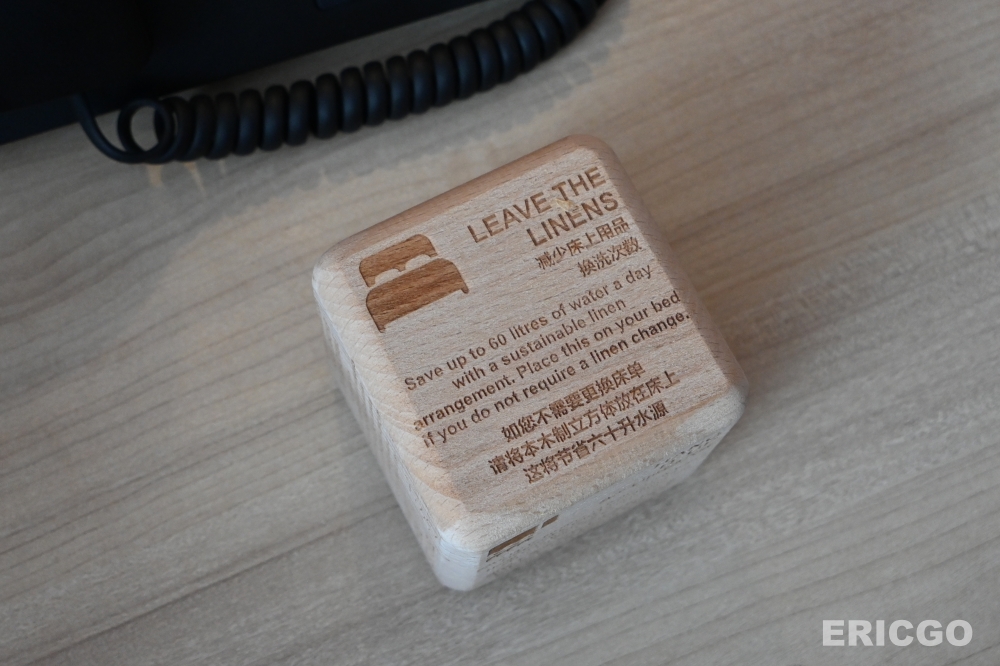 LEAVE THE
LINENS
减少床上用品
换洗次数
Save up to 60 litres of water a day
with a sustainable linen
arrangement. Place this on your bed
if you do not require a linen change.
如您不需要更换床单
请将本木制立方体放在床上
这将节省六十升水源
ERICGO